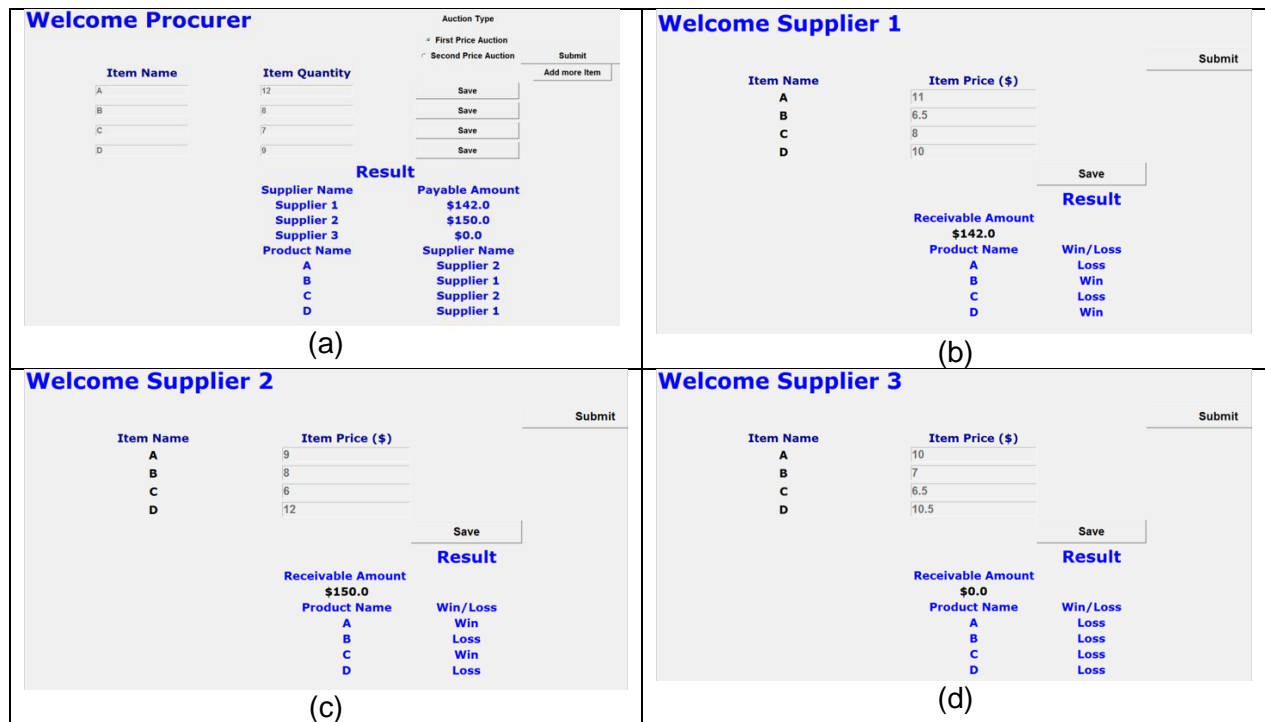 Welcome Procurer
Auction Type
First Price Auction
Second Price Auction Submit
Item Name Item Quantity Add more Item
A 12 Save
B 8 Save
C 7 Save
D 9 Save
Result
Supplier Name Payable Amount
Supplier 1 $142.0
Supplier 2 $150.0
Supplier 3 $0.0
Product Name Supplier Name
A Supplier 2
B Supplier 1
C Supplier 2
D Supplier 1
(a)
Welcome Supplier 1
Submit
Item Name Item Price ($)
A 11
B 6.5
C 8
D 10
Save
Result
Receivable Amount
$142.0
Product Name Win/Loss
A Loss
B Win
C Loss
D Win
(b)
Welcome Supplier 2
Submit
Item Name Item Price ($)
A 9
B 8
C 6
D 12
Save
Result
Receivable Amount
$150.0
Product Name Win/Loss
A Win
B Loss
C Win
D Loss
(c)
Welcome Supplier 3
Submit
Item Name Item Price ($)
A 10
B 7
C 6.5
D 10.5
Save
Result
Receivable Amount
$0.0
Product Name Win/Loss
A Loss
B Loss
C Loss
D Loss
(d)